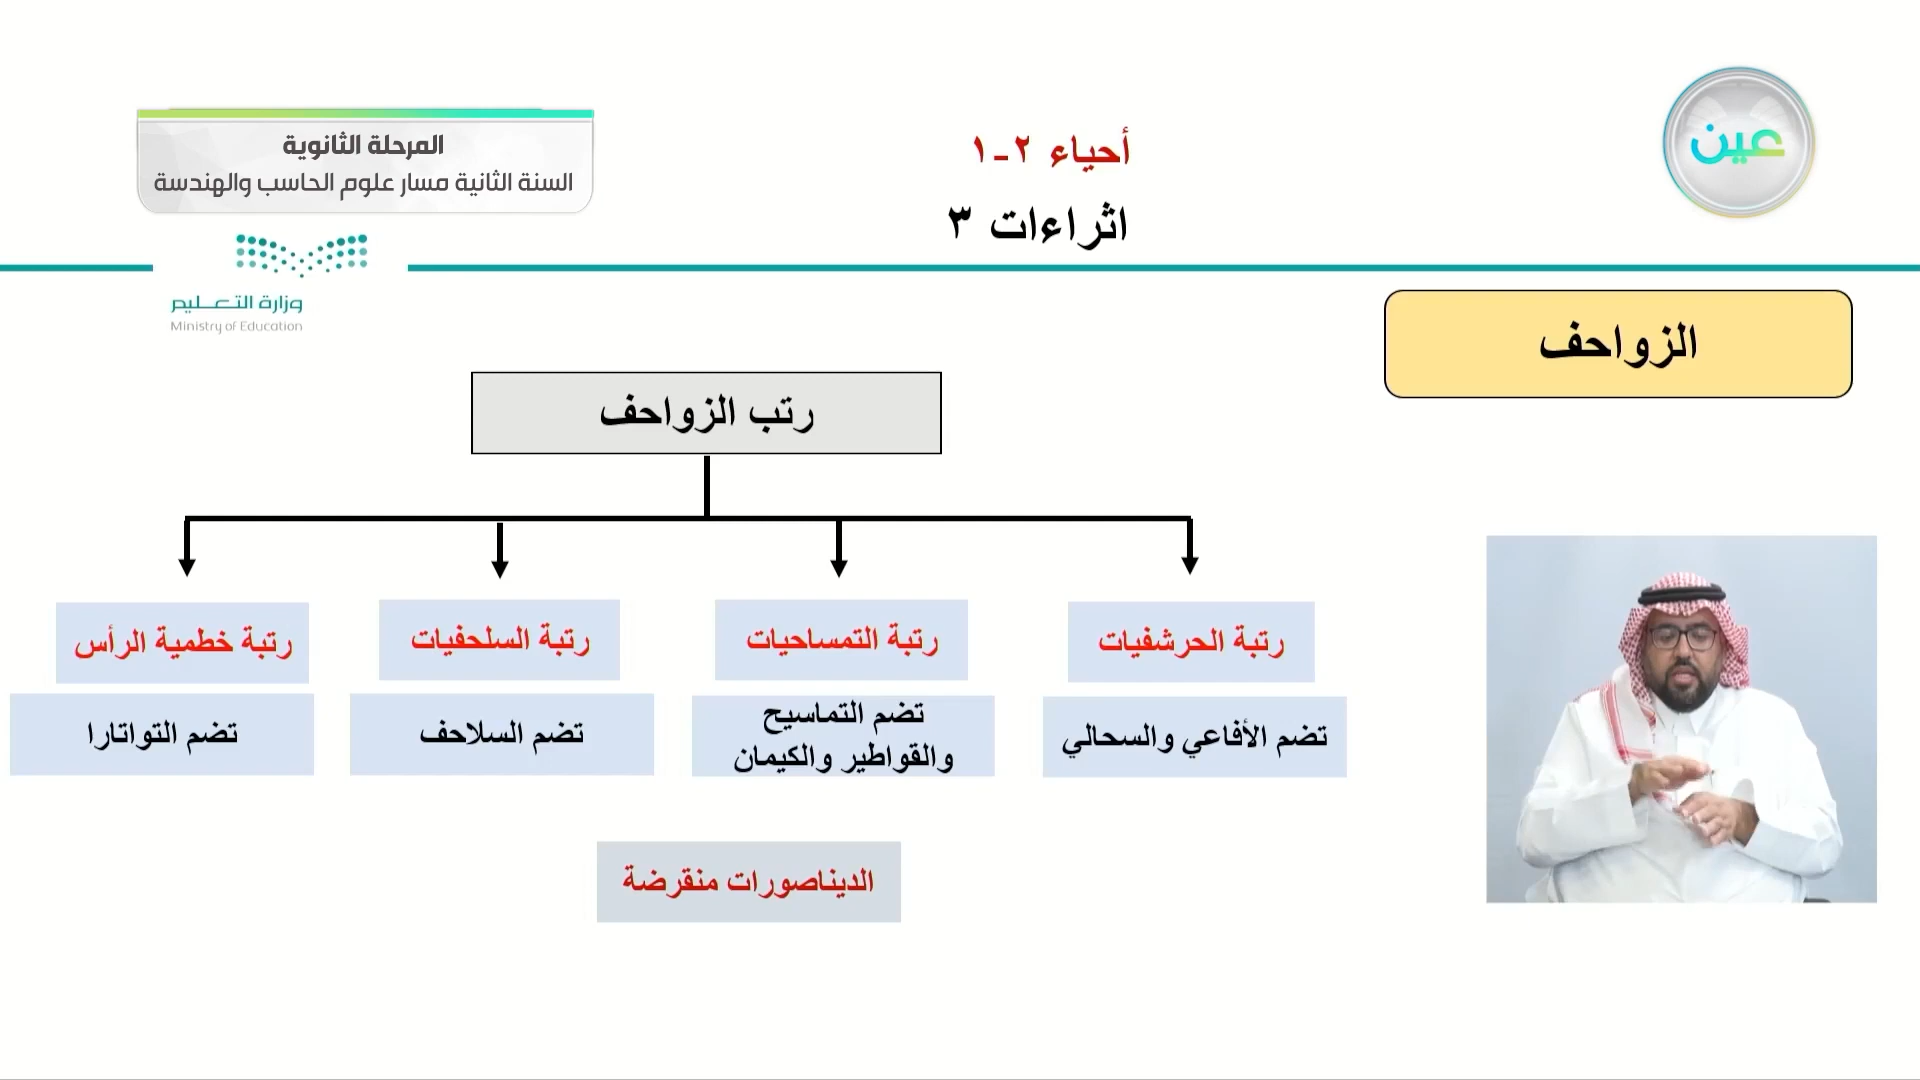 عين
أحياء ٢-١
اثراءات ٣
المرحلة الثانوية
السنة الثانية مسار علوم الحاسب والهندسة
وزارة التعـــليم
Ministry of Education
الزواحف
رتب الزواحف
رتبة الحرشفيات
تضم الأفاعي والسحالي
رتبة التمساحيات
تضم التماسيح
والقواطير والكيمان
رتبة السلحفيات
تضم السلاحف
رتبة خطمية الرأس
تضم التواتارا
الديناصورات منقرضة